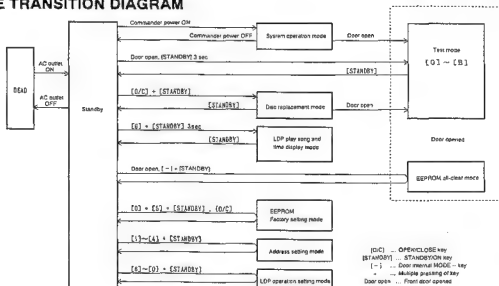 E TRANSITION DIAGRAM
Commander power ON
Commander power OFF
System operation mode
Door open
Test mode
[0] ~ [B]
Door open, [STANDBY] 3 sec
[STANDBY]
AC outlet
ON
DEAD
AC outlet
OFF
Standby
[O/C] + [STANDBY]
[STANDBY]
Disc replacement mode
Door open
[6] + [STANDBY] 3sec
[STANDBY]
LDP play song and
time display mode
Door opened
Door open, [-] + [STANDBY]
EEPROM all-clear mode
[0] + [5] + [STANDBY] , [O/C]
EEPROM
Factory setting mode
[1]~[4] + [STANDBY]
Address setting mode
[8]~[0] + [STANDBY]
LDP operation setting mode
[O/C] ... OPEN/CLOSE key
[STANDBY] ... STANDBY/ON key
[-] ... Door internal MODE - key
+ ... Multiple pressing of key
Door open ... Front door opened